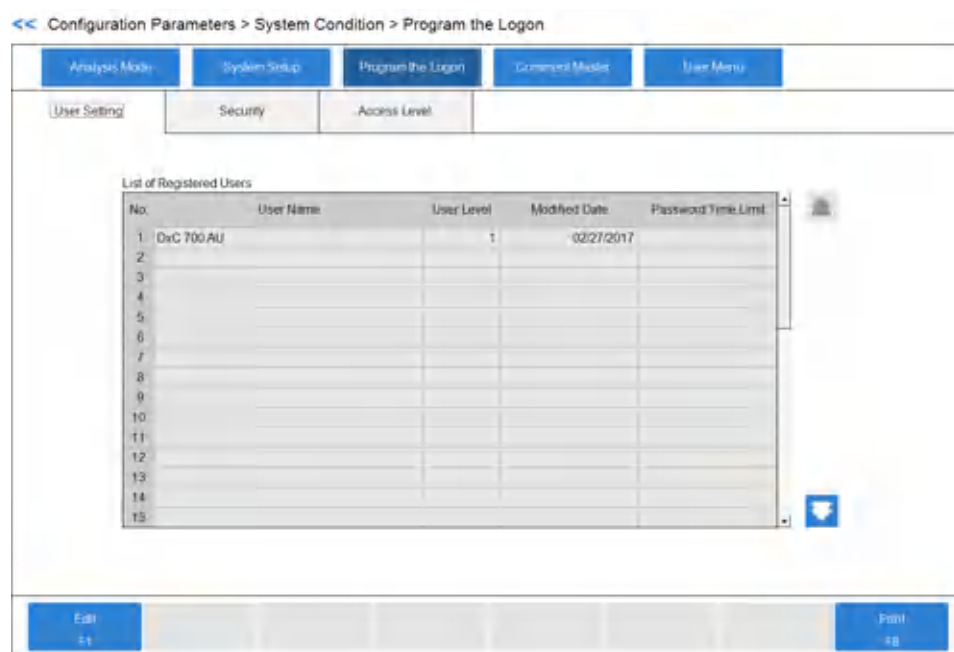 << Configuration Parameters > System Condition > Program the Logon
Analysis Mode System Setup Program the Logon Comment Master User Menu
User Setting Security Access Level
List of Registered Users
No. User Name User Level Modified Date Password Time Limit
1 DxC 700 AU 1 02/27/2017
2
3
4
5
6
7
8
9
10
11
12
13
14
15
Edit Print
F1 F8